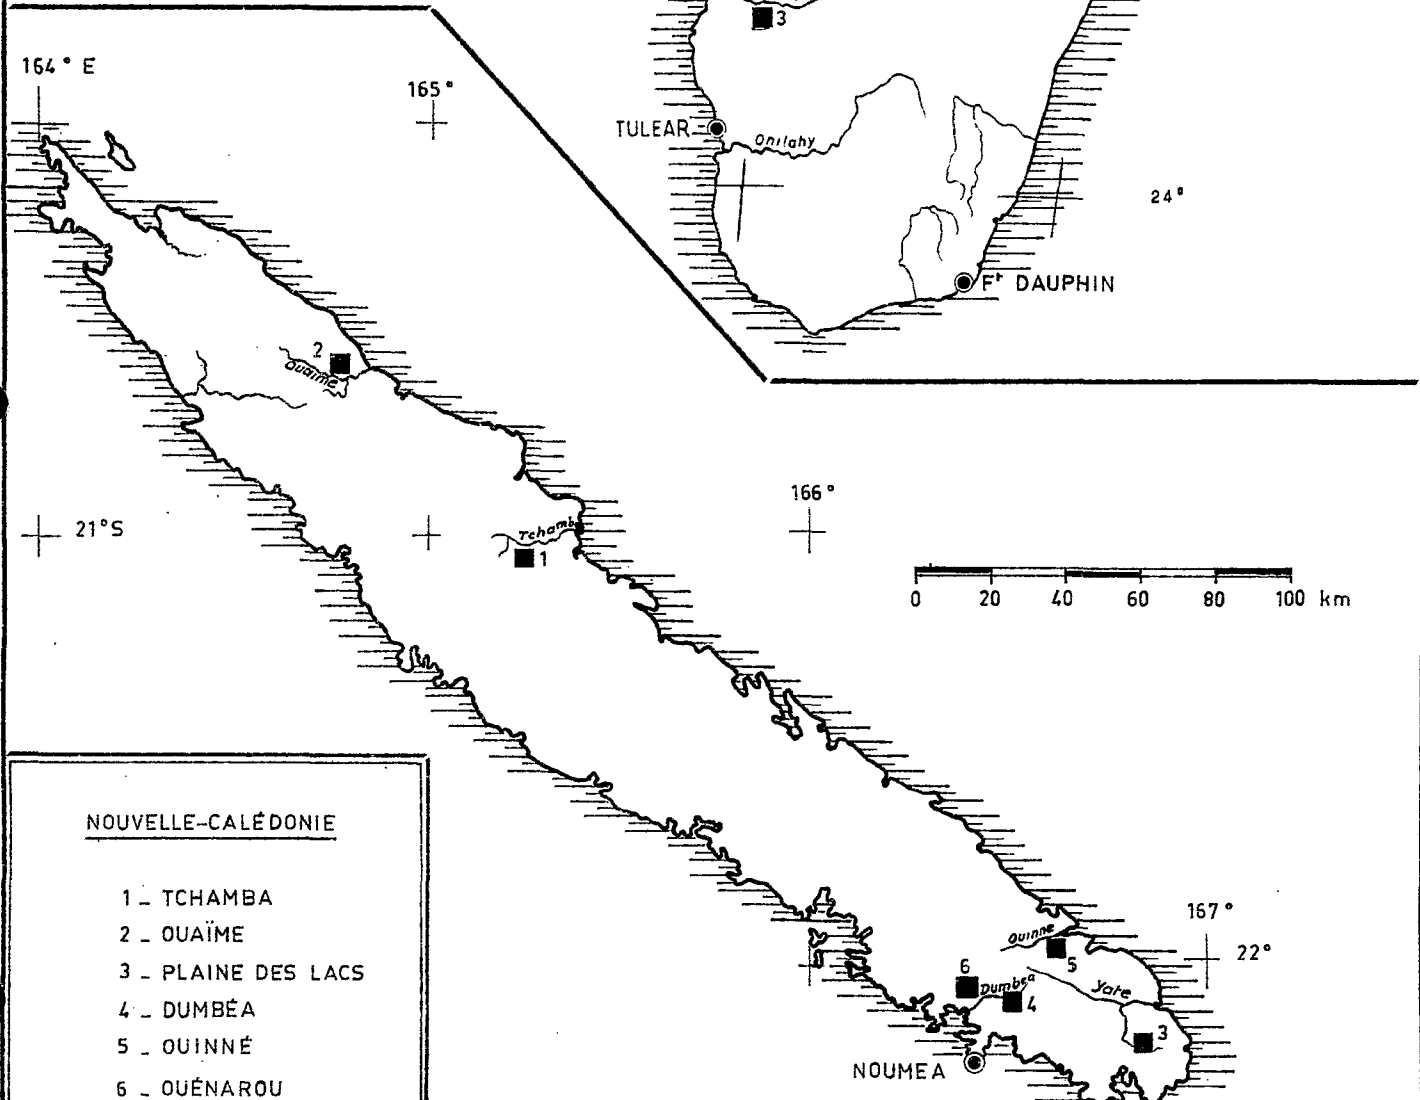 3
164° E
165°
TULEAR
Onilahy
24°
Fᵗ DAUPHIN
2
Ouaïme
166°
21°S
Tchamba
1
0 20 40 60 80 100 km
NOUVELLE-CALÉDONIE
1 _ TCHAMBA
2 _ OUAÏME
3 _ PLAINE DES LACS
4 _ DUMBÉA
5 _ OUINNÉ
6 _ OUÉNAROU
167°
22°
Ouinne
5
6
Dumbea
4
Yate
3
NOUMEA